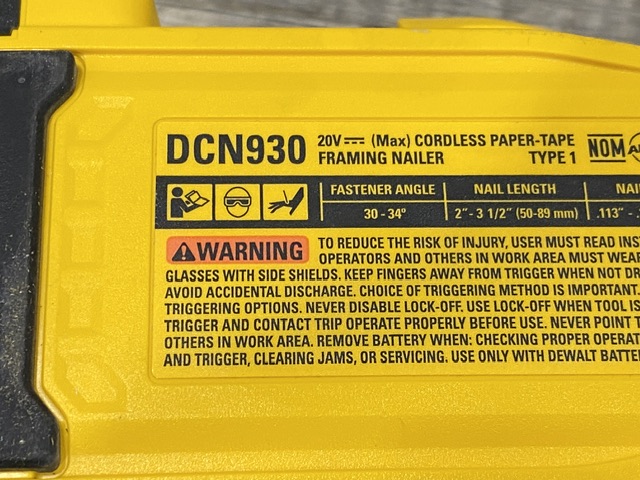 DCN930 20V (Max) CORDLESS PAPER-TAPE
FRAMING NAILER TYPE 1
NOM
FASTENER ANGLE NAIL LENGTH
30 - 34° 2"- 3 1/2" (50-89 mm) .113" -
WARNING TO REDUCE THE RISK OF INJURY, USER MUST READ
OPERATORS AND OTHERS IN WORK AREA MUST
GLASSES WITH SIDE SHIELDS. KEEP FINGERS AWAY FROM TRIGGER WHEN NOT
AVOID ACCIDENTAL DISCHARGE. CHOICE OF TRIGGERING METHOD IS IMPORTANT.
TRIGGERING OPTIONS. NEVER DISABLE LOCK-OFF. USE LOCK-OFF WHEN TOOL IS
TRIGGER AND CONTACT TRIP OPERATE PROPERLY BEFORE USE. NEVER POINT
OTHERS IN WORK AREA. REMOVE BATTERY WHEN: CHECKING PROPER
AND TRIGGER, CLEARING JAMS, OR SERVICING. USE ONLY WITH DEWALT